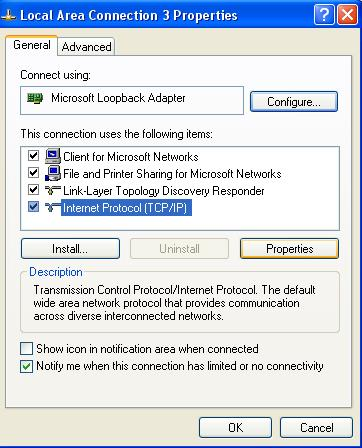 Local Area Connection 3 Properties
General
Advanced
Connect using:
Microsoft Loopback Adapter
Configure...
This connection uses the following items:
Client for Microsoft Networks
File and Printer Sharing for Microsoft Networks
Link-Layer Topology Discovery Responder
Internet Protocol (TCP/IP)
Install...
Uninstall
Properties
Description
Transmission Control Protocol/Internet Protocol. The default
wide area network protocol that provides communication
across diverse interconnected networks.
Show icon in notification area when connected
Notify me when this connection has limited or no connectivity
OK
Cancel